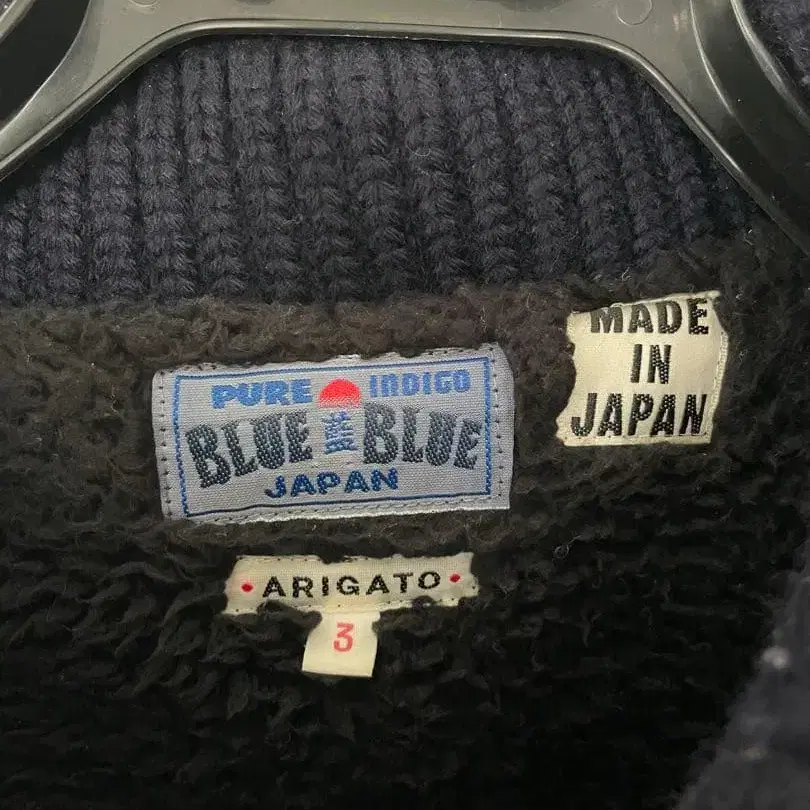 PURE INDIGO
BLUE 藍 BLUE
JAPAN
MADE
IN
JAPAN
• ARIGATO •
3